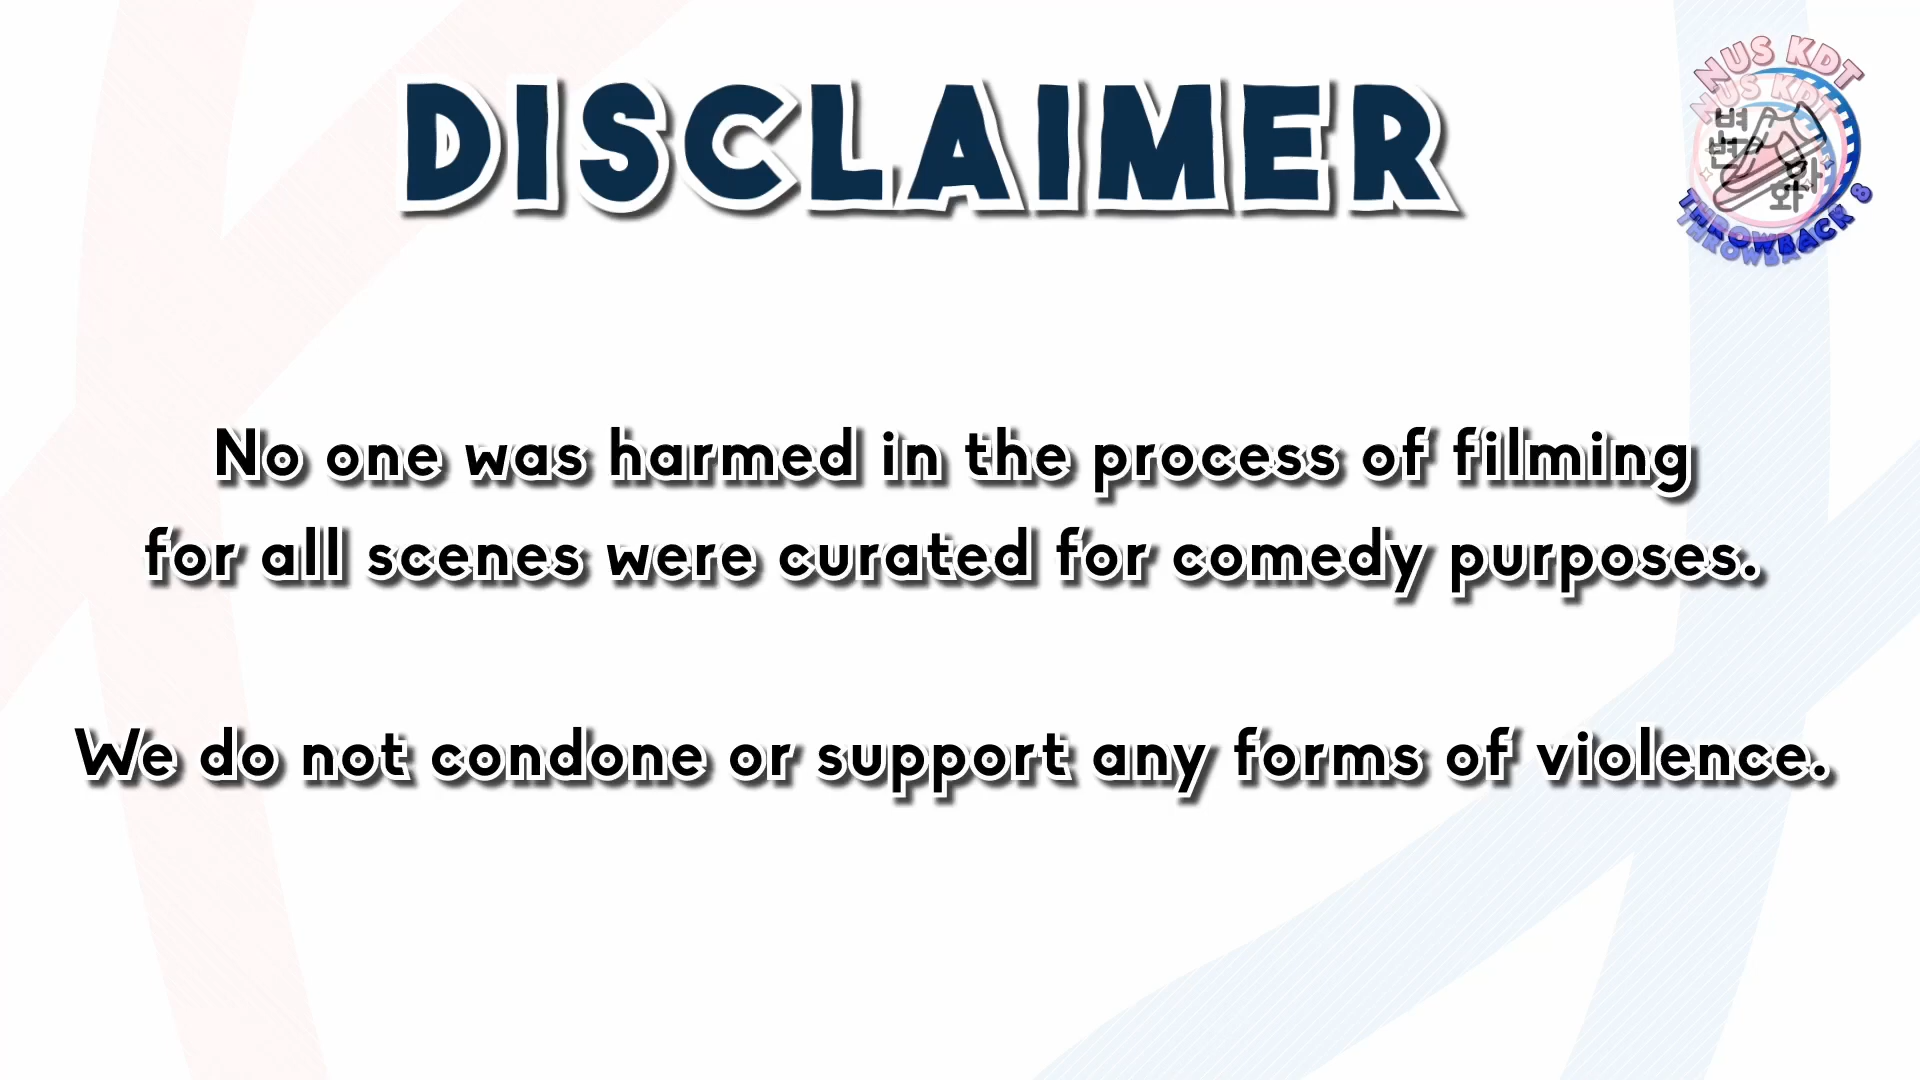 DISCLAIMER
NUS KDT
THROWBACK 8
No one was harmed in the process of filming
for all scenes were curated for comedy purposes.
We do not condone or support any forms of violence.